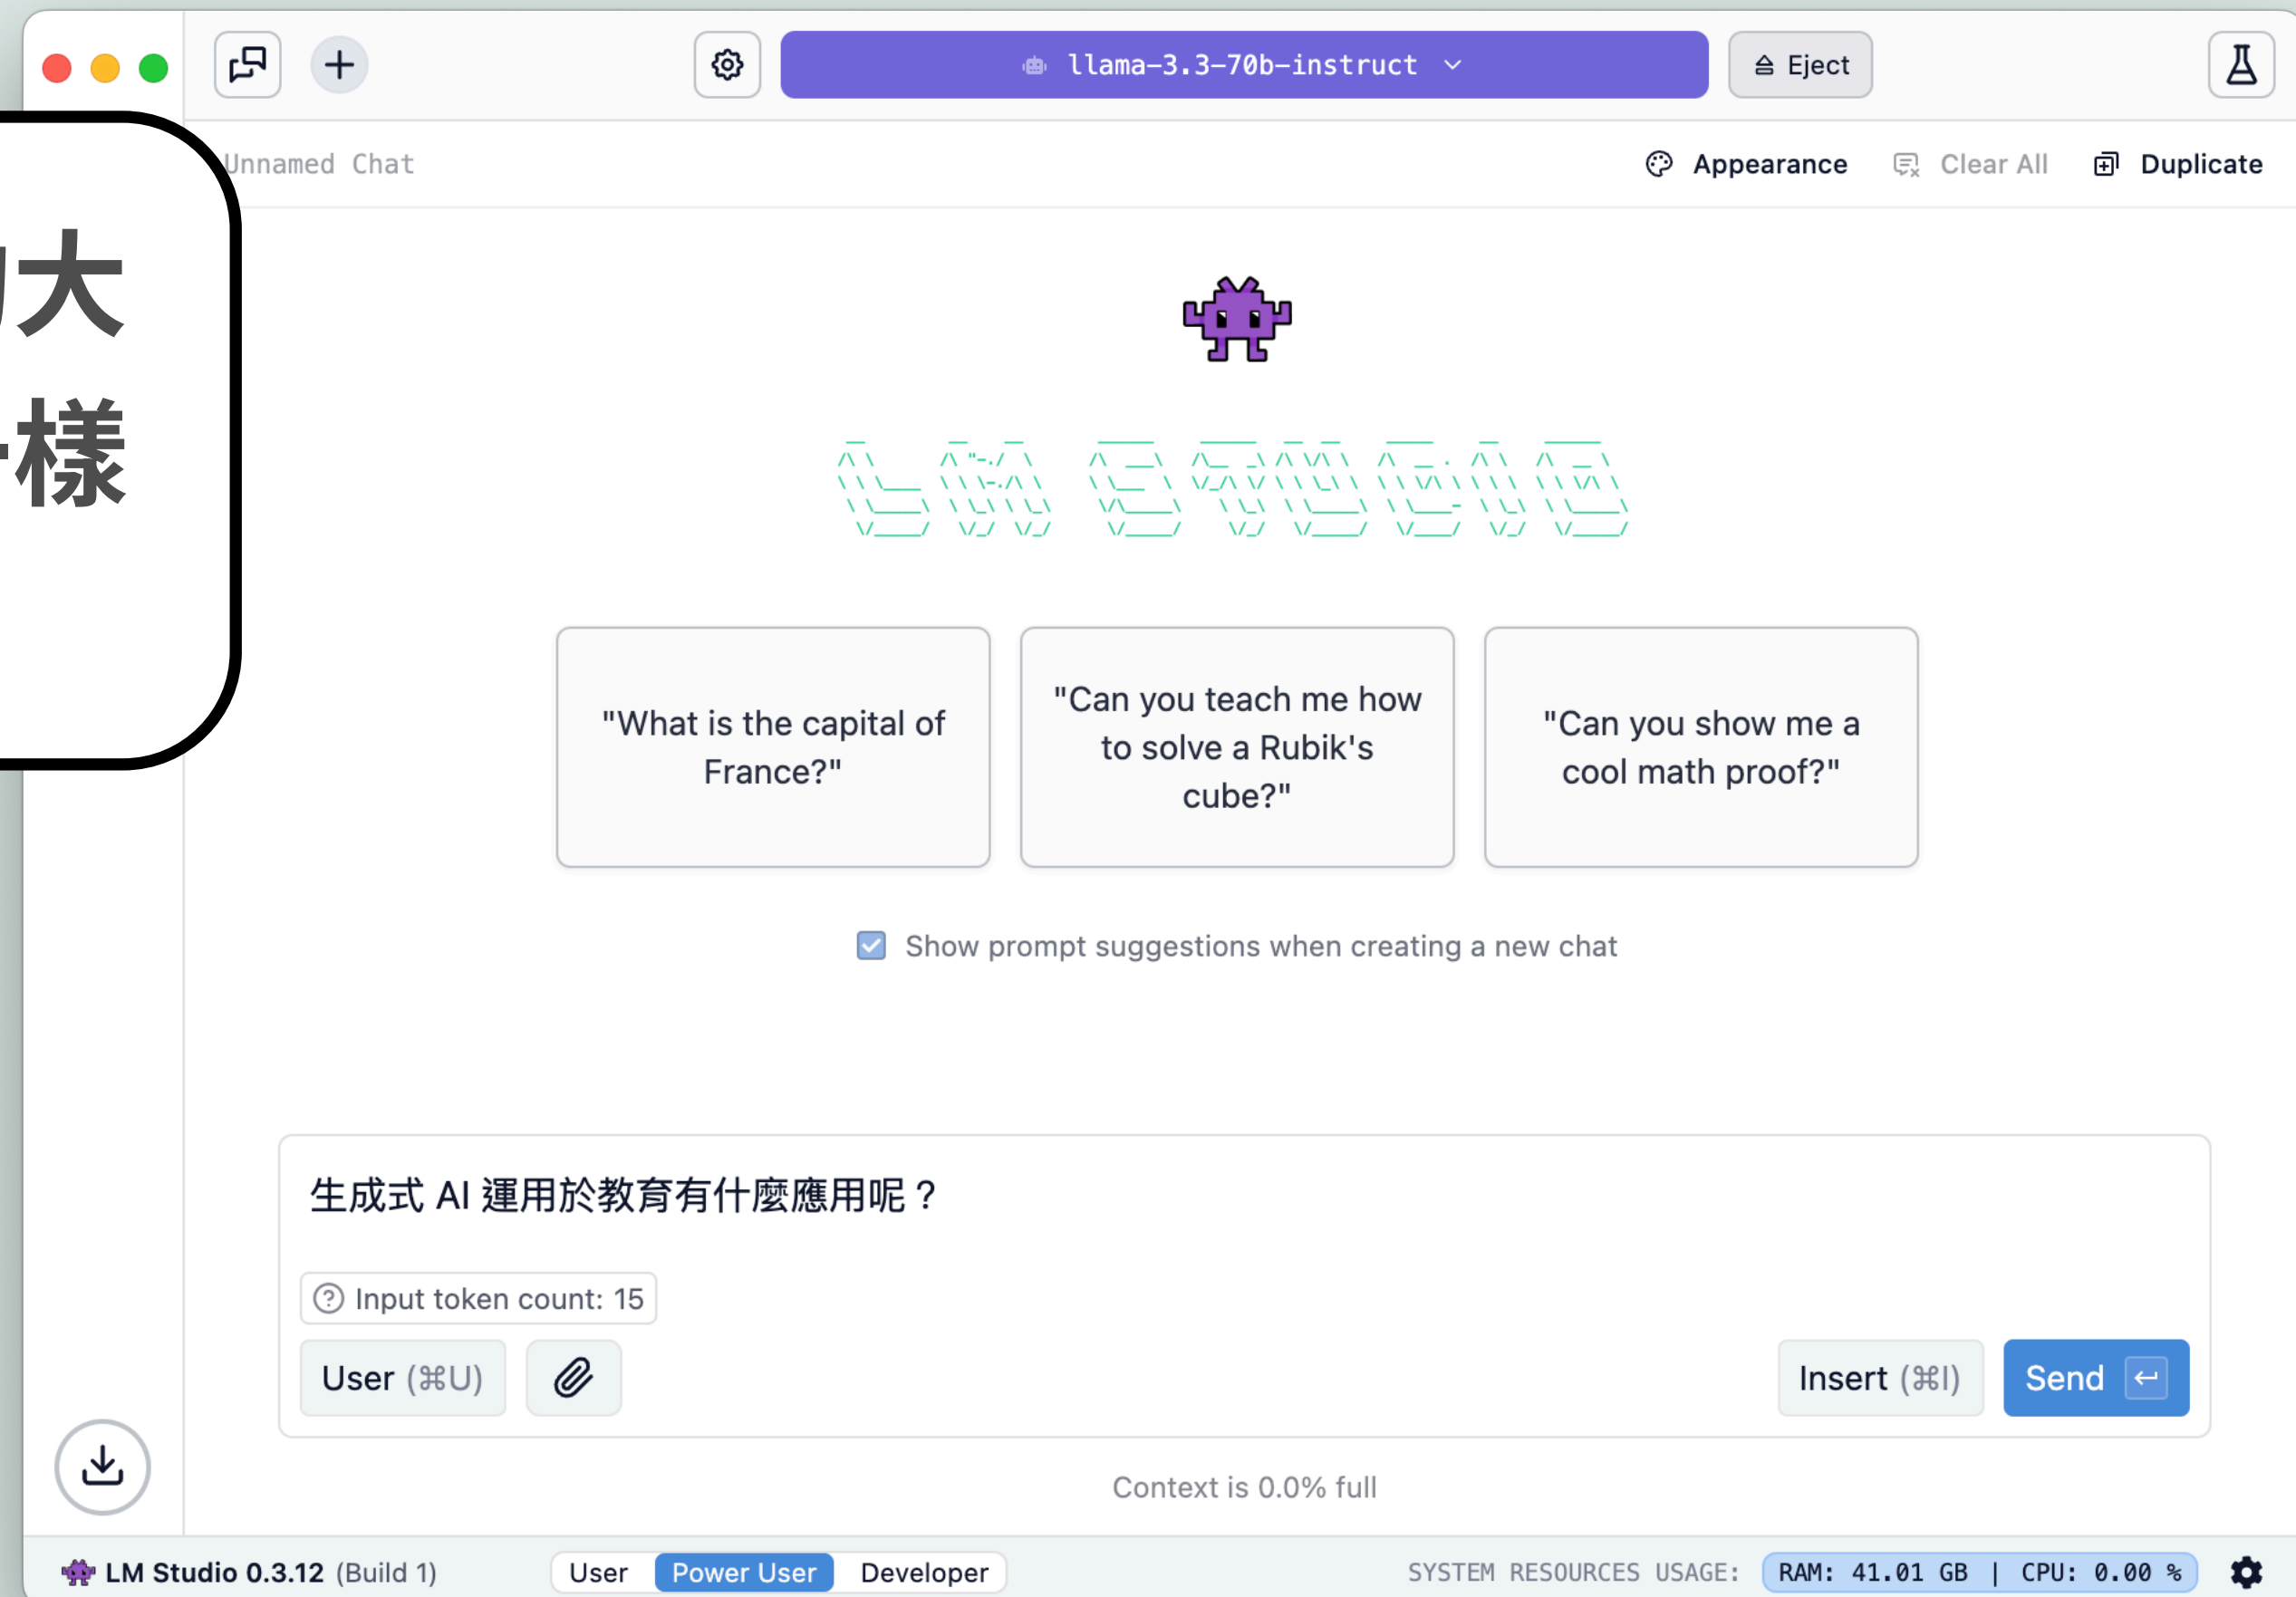 llama-3.3-70b-instruct
Eject
Unnamed Chat
Appearance
Clear All
Duplicate
大
樣
LM STUDIO
"What is the capital of
France?"
"Can you teach me how
to solve a Rubik's
cube?"
"Can you show me a
cool math proof?"
Show prompt suggestions when creating a new chat
生成式 AI 運用於教育有什麼應用呢？
Input token count: 15
User (⌘U)
Insert (⌘I)
Send
Context is 0.0% full
LM Studio 0.3.12 (Build 1)
User
Power User
Developer
SYSTEM RESOURCES USAGE:
RAM: 41.01 GB | CPU: 0.00 %